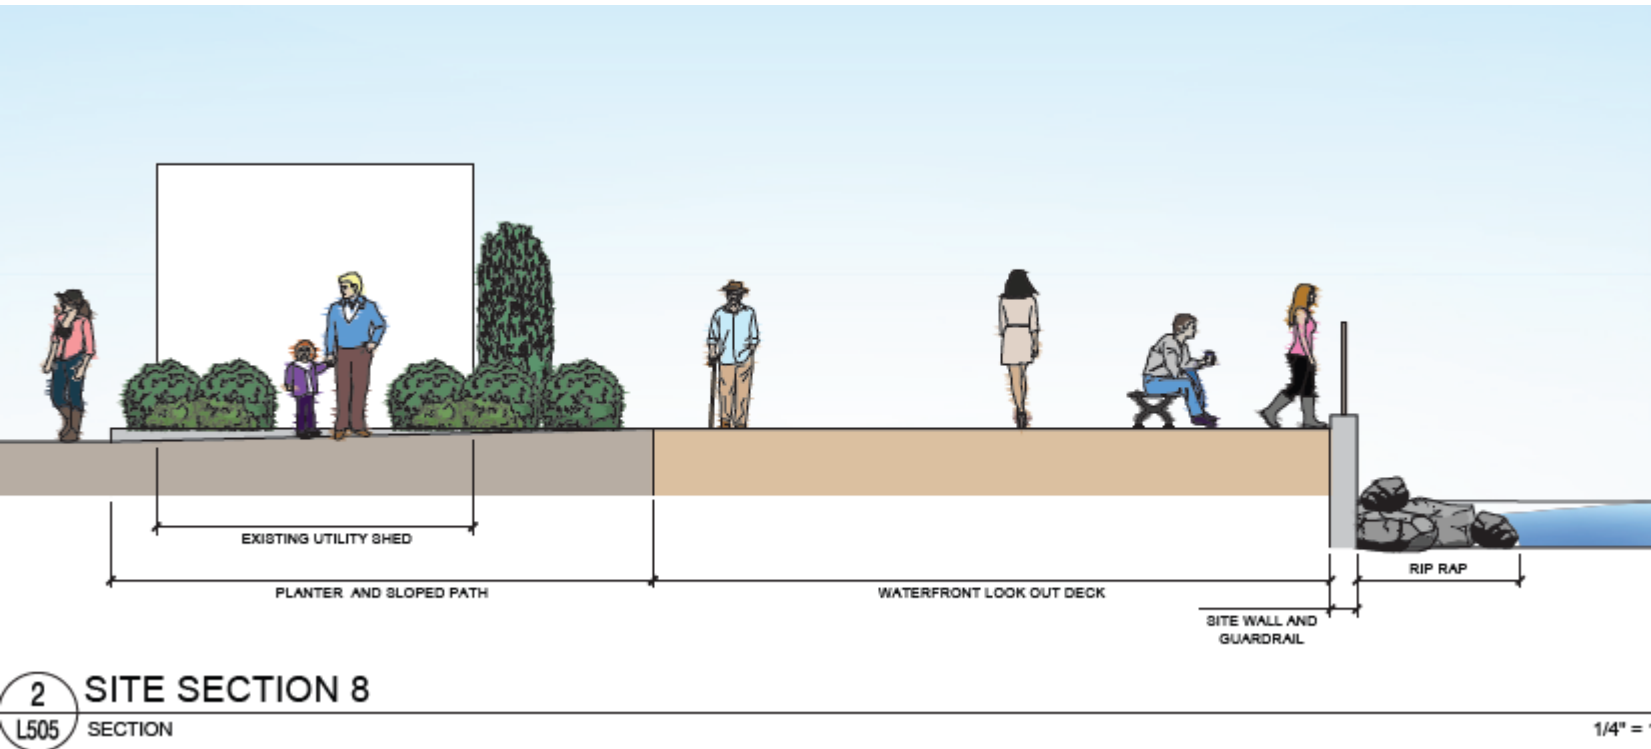 EXISTING UTILITY SHED
PLANTER AND SLOPED PATH
WATERFRONT LOOK OUT DECK
RIP RAP
SITE WALL AND
GUARDRAIL
2
L505
SITE SECTION 8
SECTION
1/4" =